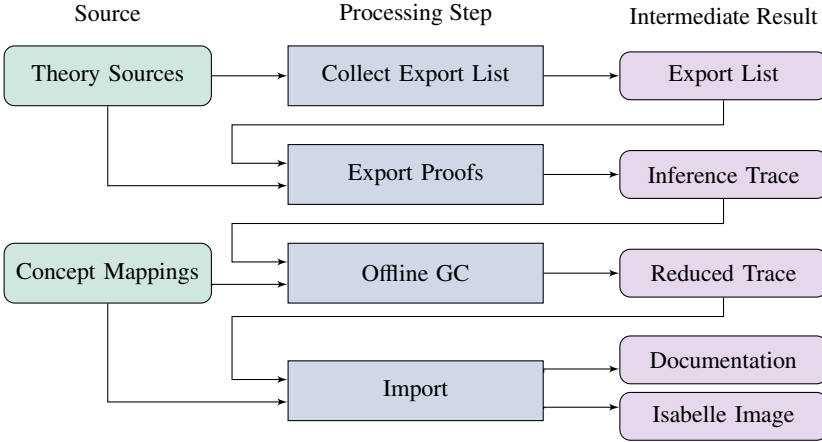 Source
Processing Step
Intermediate Result
Theory Sources
Collect Export List
Export List
Export Proofs
Inference Trace
Concept Mappings
Offline GC
Reduced Trace
Import
Documentation
Isabelle Image